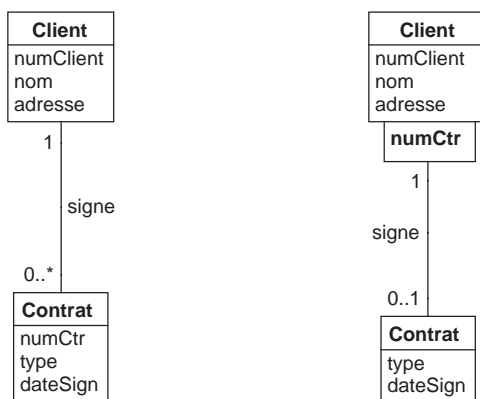 Client
numClient
nom
adresse
1
signe
0..*
Contrat
numCtr
type
dateSign
Client
numClient
nom
adresse
numCtr
1
signe
0..1
Contrat
type
dateSign